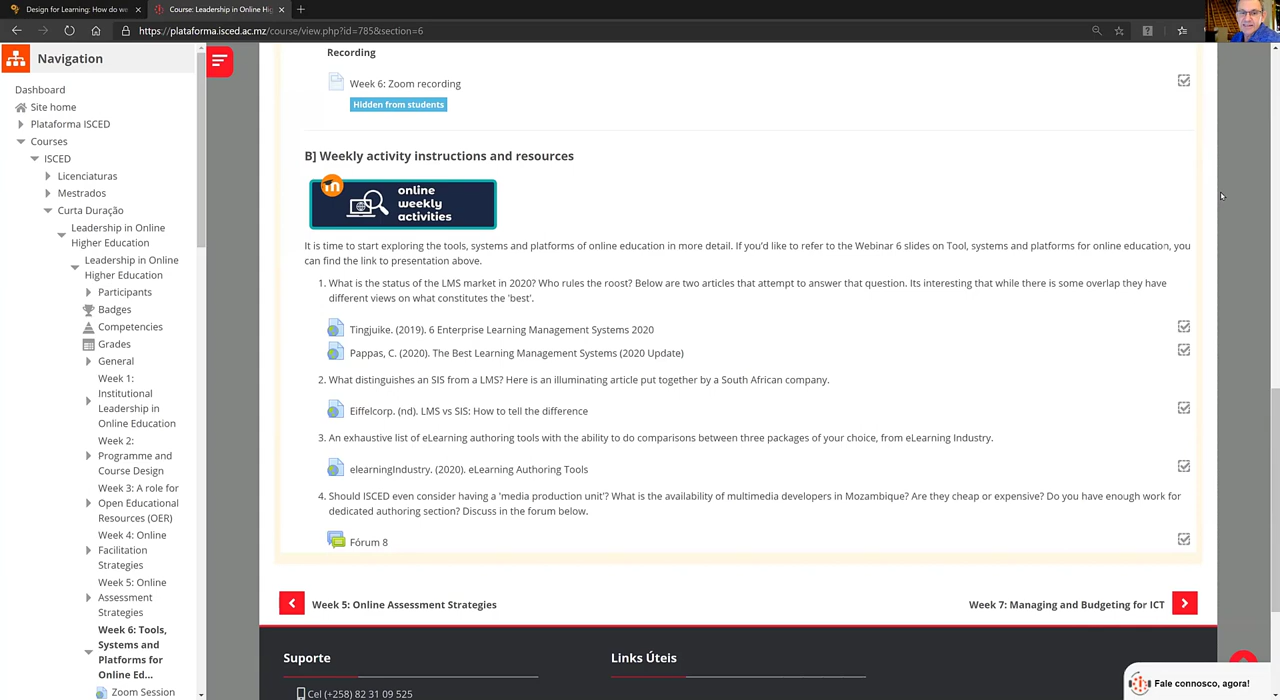 Design for Learning: How do we
Course: Leadership in Online Hig
https://plataforma.isced.ac.mz/course/view.php?id=785&section=6
Navigation
Dashboard
Site home
Plataforma ISCED
Courses
ISCED
Licenciaturas
Mestrados
Curta Duração
Leadership in Online
Higher Education
Leadership in Online
Higher Education
Participants
Badges
Competencies
Grades
General
Week 1:
Institutional
Leadership in
Online Education
Week 2:
Programme and
Course Design
Week 3: A role for
Open Educational
Resources (OER)
Week 4: Online
Facilitation
Strategies
Week 5: Online
Assessment
Strategies
Week 6: Tools,
Systems and
Platforms for
Online Ed...
Zoom Session
Recording
Week 6: Zoom recording
Hidden from students
B] Weekly activity instructions and resources
online
weekly
activities
It is time to start exploring the tools, systems and platforms of online education in more detail. If you'd like to refer to the Webinar 6 slides on Tool, systems and platforms for online education, you
can find the link to presentation above.
1. What is the status of the LMS market in 2020? Who rules the roost? Below are two articles that attempt to answer that question. Its interesting that while there is some overlap they have
different views on what constitutes the 'best'.
Tingjuike. (2019). 6 Enterprise Learning Management Systems 2020
Pappas, C. (2020). The Best Learning Management Systems (2020 Update)
2. What distinguishes an SIS from a LMS? Here is an illuminating article put together by a South African company.
Eiffelcorp. (nd). LMS vs SIS: How to tell the difference
3. An exhaustive list of eLearning authoring tools with the ability to do comparisons between three packages of your choice, from eLearning Industry.
elearningIndustry. (2020). eLearning Authoring Tools
4. Should ISCED even consider having a 'media production unit'? What is the availability of multimedia developers in Mozambique? Are they cheap or expensive? Do you have enough work for
dedicated authoring section? Discuss in the forum below.
Fórum 8
Week 5: Online Assessment Strategies
Week 7: Managing and Budgeting for ICT
Suporte
Links Úteis
Cel (+258) 82 31 09 525
Fale connosco, agora!